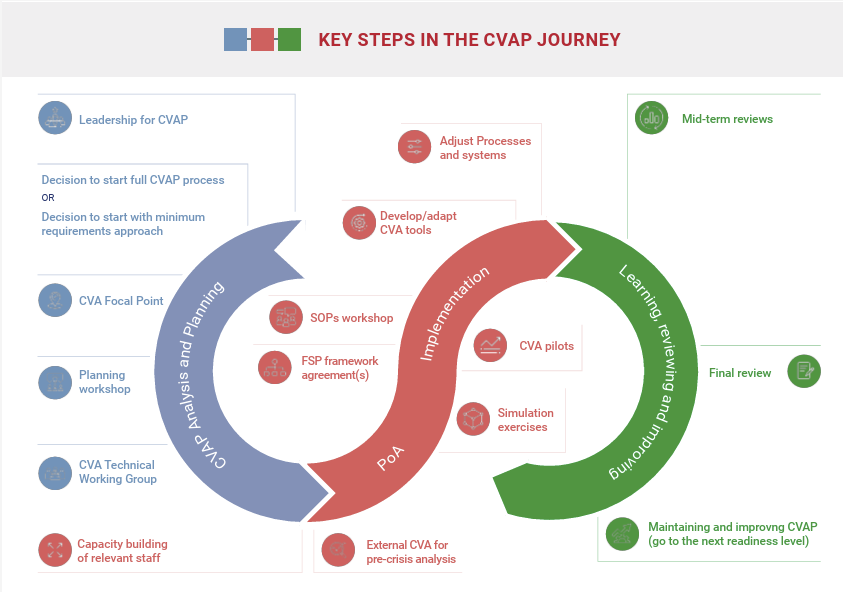 KEY STEPS IN THE CVAP JOURNEY
Leadership for CVAP
Decision to start full CVAP process
OR
Decision to start with minimum
requirements approach
CVA Focal Point
Planning
workshop
CVA Technical
Working Group
Capacity building
of relevant staff
CVAP Analysis and Planning
Adjust Processes
and systems
Develop/adapt
CVA tools
SOPs workshop
FSP framework
agreement(s)
Implementation
PoA
CVA pilots
Simulation
exercises
External CVA for
pre-crisis analysis
Learning, reviewing and improving
Mid-term reviews
Final review
Maintaining and improvng CVAP
(go to the next readiness level)